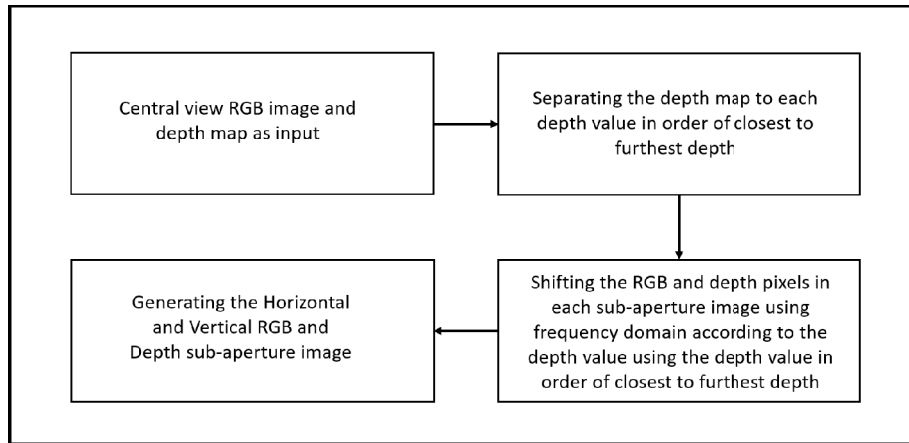 Central view RGB image and
depth map as input
Separating the depth map to each
depth value in order of closest to
furthest depth
Shifting the RGB and depth pixels in
each sub-aperture image using
frequency domain according to the
depth value using the depth value in
order of closest to furthest depth
Generating the Horizontal
and Vertical RGB and
Depth sub-aperture image